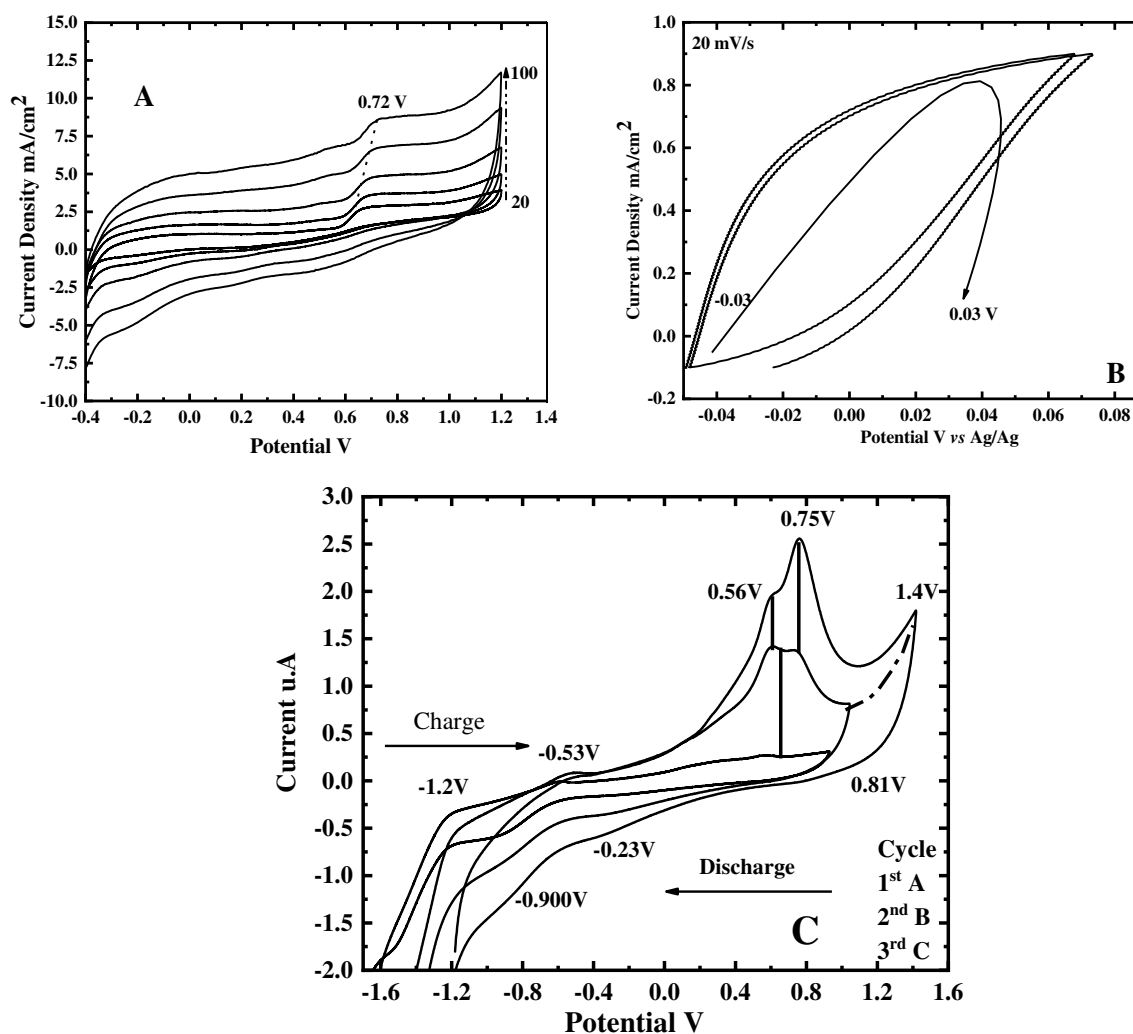 A
15.0
12.5
10.0
7.5
5.0
2.5
0.0
-2.5
-5.0
-7.5
-10.0
Current Density mA/cm2
0.72 V
100
20
-0.4 -0.2 0.0 0.2 0.4 0.6 0.8 1.0 1.2 1.4
Potential V
20 mV/s
1.0
0.8
0.6
0.4
0.2
0.0
-0.2
Current Density mA/cm2
-0.03
0.03 V
B
-0.04 -0.02 0.00 0.02 0.04 0.06 0.08
Potential V vs Ag/Ag
3.0
2.5
2.0
1.5
1.0
0.5
0.0
-0.5
-1.0
-1.5
-2.0
Current u.A
0.75V
0.56V
1.4V
Charge
-0.53V
-1.2V
0.81V
-0.23V
-0.900V
Discharge
Cycle
1st A
2nd B
3rd C
C
-1.6 -1.2 -0.8 -0.4 0.0 0.4 0.8 1.2 1.6
Potential V